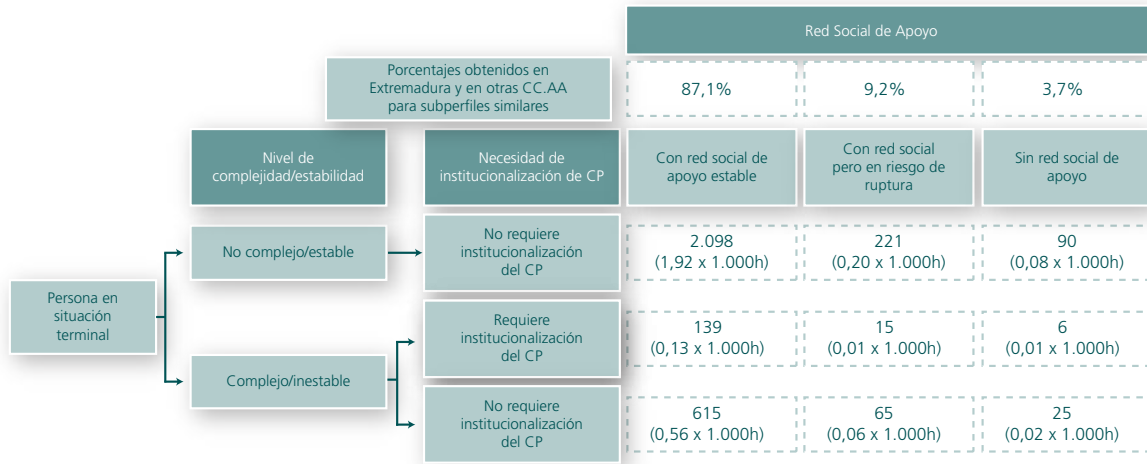 Red Social de Apoyo
Porcentajes obtenidos en
Extremadura y en otras CC.AA
para subperfiles similares
87,1%
9,2%
3,7%
Nivel de
complejidad/estabilidad
Necesidad de
institucionalización de CP
Con red social de
apoyo estable
Con red social
pero en riesgo de
ruptura
Sin red social de
apoyo
No complejo/estable
No requiere
institucionalización
del CP
2.098
(1,92 x 1.000h)
221
(0,20 x 1.000h)
90
(0,08 x 1.000h)
Persona en
situación
terminal
Requiere
institucionalización
del CP
139
(0,13 x 1.000h)
15
(0,01 x 1.000h)
6
(0,01 x 1.000h)
Complejo/inestable
No requiere
institucionalización
del CP
615
(0,56 x 1.000h)
65
(0,06 x 1.000h)
25
(0,02 x 1.000h)